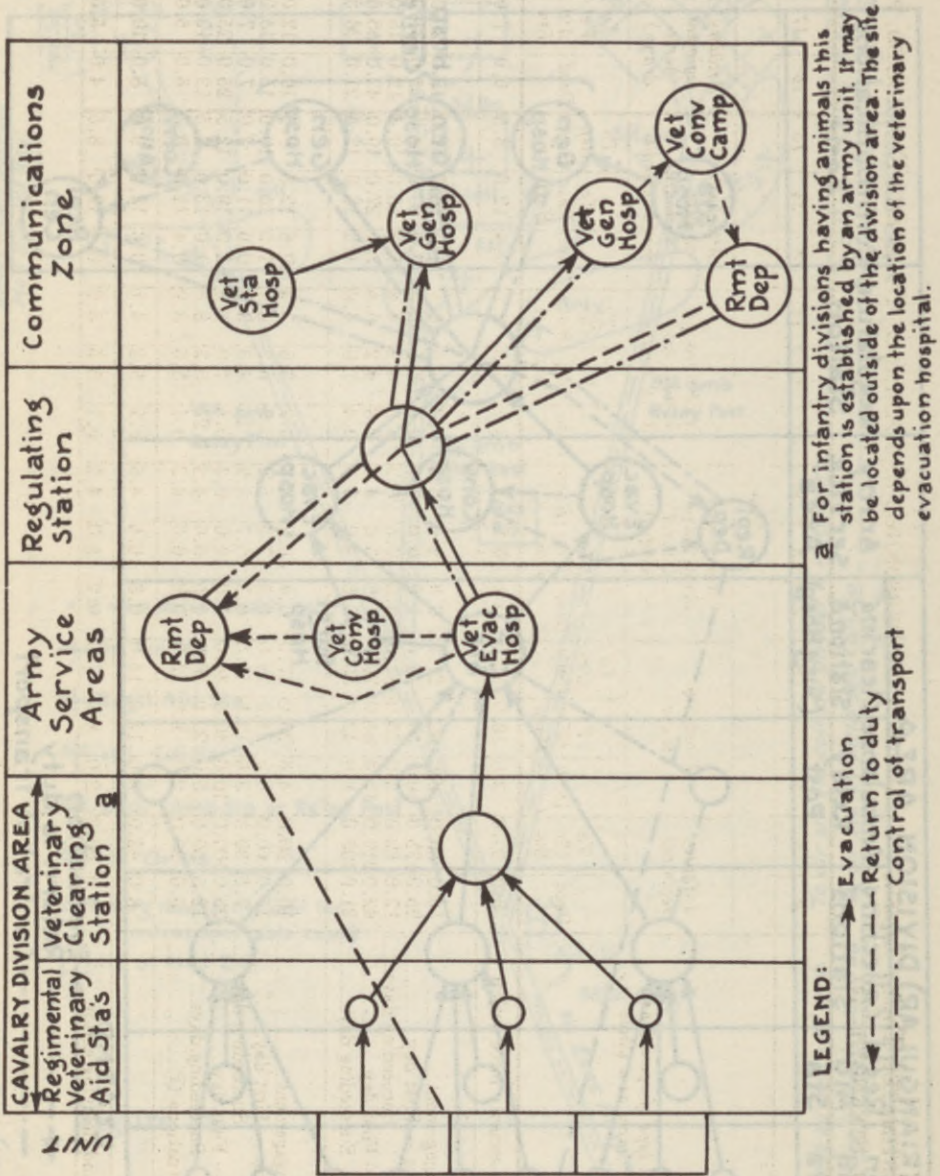 UNIT
CAVALRY DIVISION AREA
Regimental
Veterinary
Aid Sta's
Veterinary
Clearing
Station a
Army
Service
Areas
Regulating
Station
Communications
Zone
Rmt
Dep
Vet
Conv
Hosp
Vet
Evac
Hosp
Vet
Sta
Hosp
Vet
Gen
Hosp
Vet
Gen
Hosp
Vet
Conv
Camp
Rmt
Dep
LEGEND:
Evacuation
Return to duty
Control of transport
a For infantry divisions having animals this
station is established by an army unit. It may
be located outside of the division area. The site
depends upon the location of the veterinary
evacuation hospital.